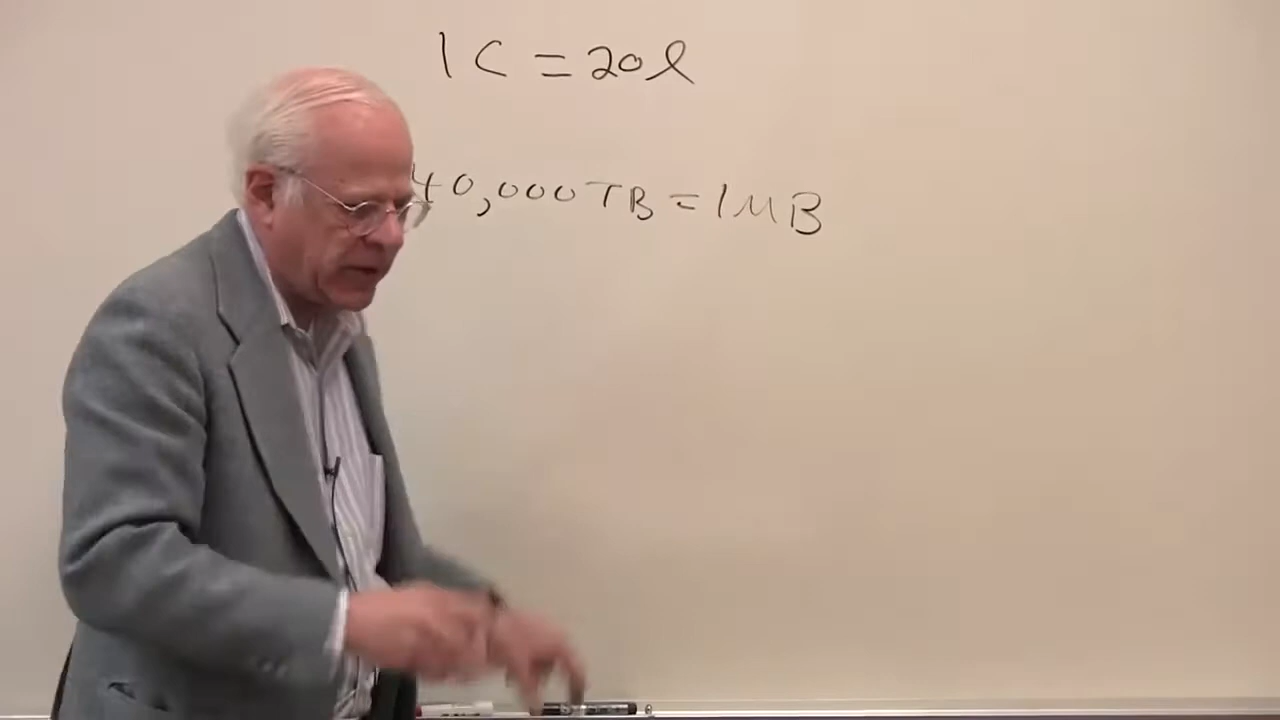 1 C = 20 l
40,000 TB = 1 MB